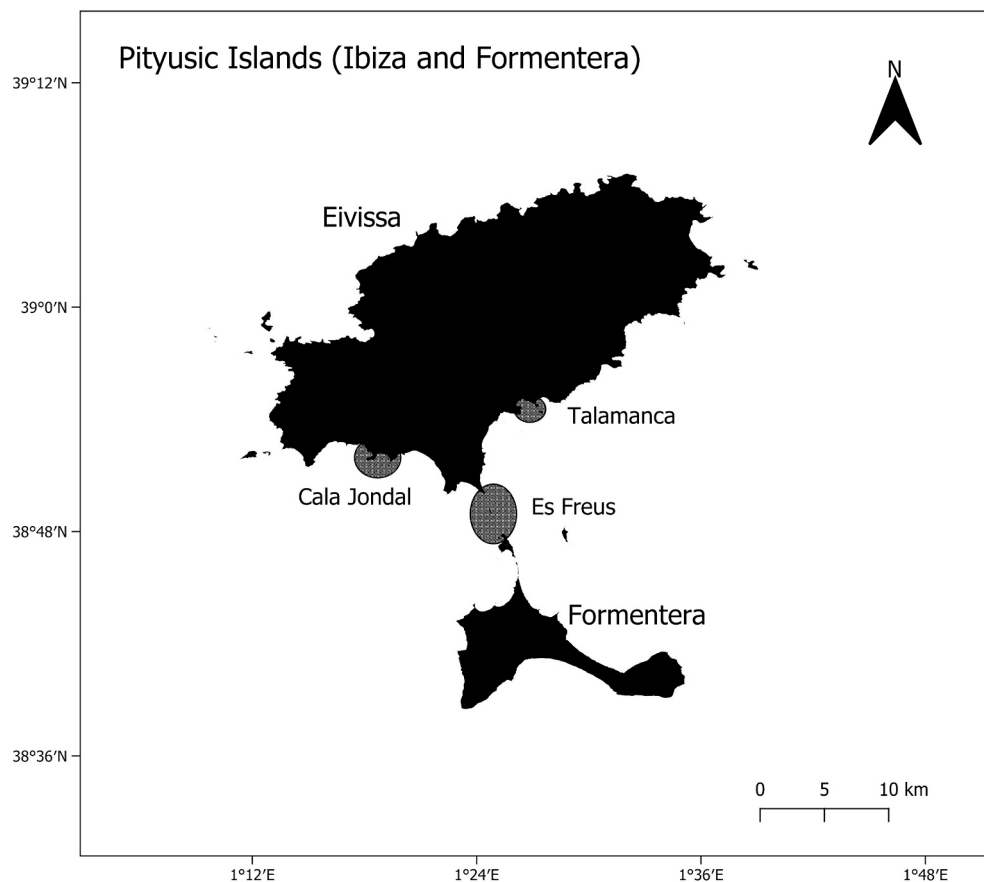 Pityusic Islands (Ibiza and Formentera)
N
39°12′N
Eivissa
39°0′N
Talamanca
Cala Jondal
Es Freus
38°48′N
Formentera
38°36′N
0 5 10 km
1°12′E 1°24′E 1°36′E 1°48′E